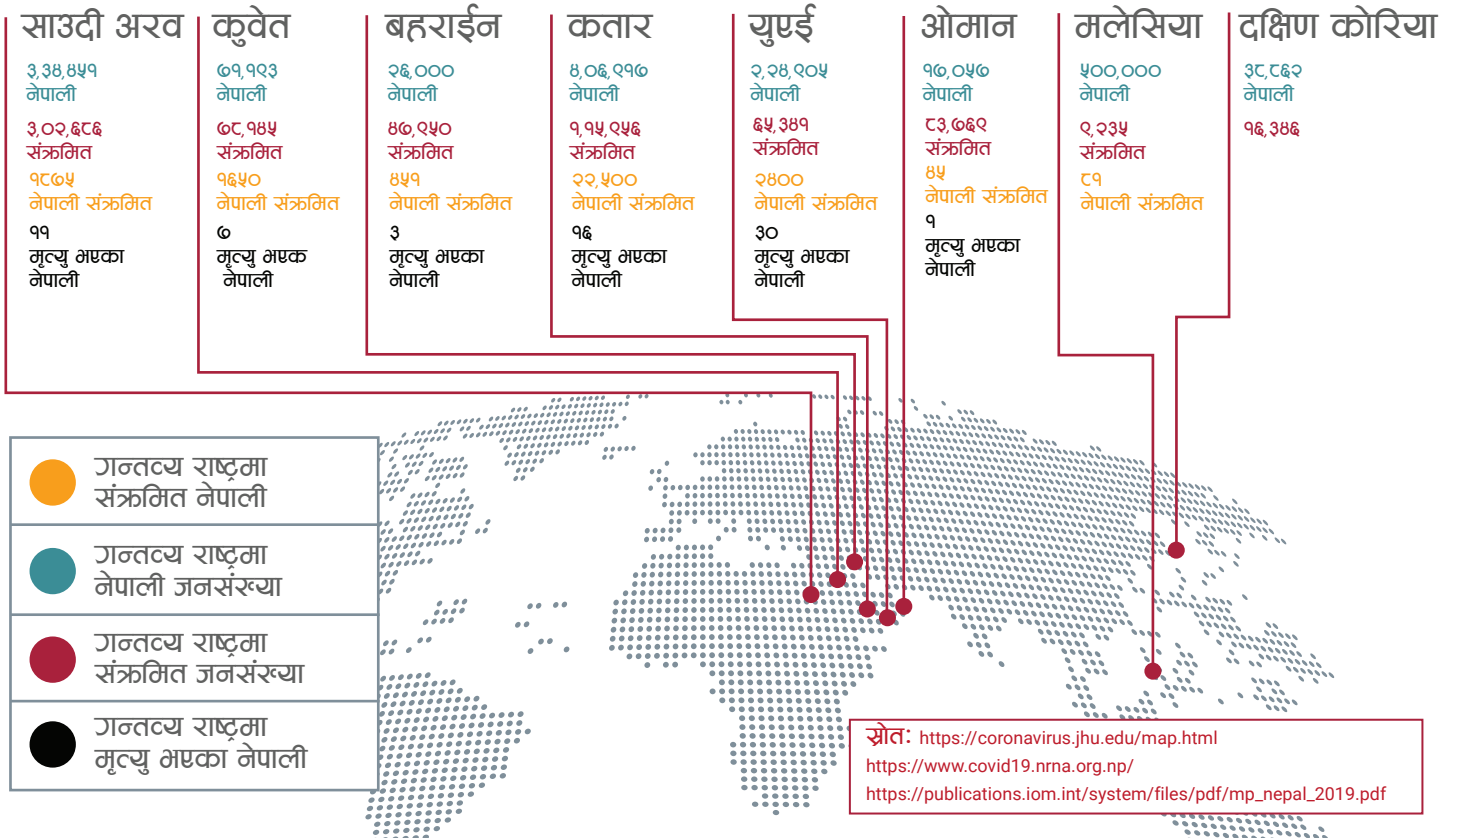 साउदी अरव
३,३४,४५१
नेपाली
३,०२,६८६
संक्रमित
१८७५
नेपाली संक्रमित
११
मृत्यु भएका
नेपाली
कुवेत
७१,१९३
नेपाली
७८,१४५
संक्रमित
१६५०
नेपाली संक्रमित
७
मृत्यु भएक
नेपाली
बहराईन
२६,०००
नेपाली
४७,९५०
संक्रमित
४५१
नेपाली संक्रमित
३
मृत्यु भएका
नेपाली
कतार
४,०६,९१७
नेपाली
१,१५,९५६
संक्रमित
२२,५००
नेपाली संक्रमित
१६
मृत्यु भएका
नेपाली
युएई
२,२४,९०५
नेपाली
६५,३४१
संक्रमित
२४००
नेपाली संक्रमित
३०
मृत्यु भएका
नेपाली
ओमान
१७,०५७
नेपाली
८३,७६९
संक्रमित
४५
नेपाली संक्रमित
१
मृत्यु भएका
नेपाली
मलेसिया
५००,०००
नेपाली
९,२३५
संक्रमित
८१
नेपाली संक्रमित
दक्षिण कोरिया
३८,८६२
नेपाली
१६,३४६
गन्तव्य राष्ट्रमा
संक्रमित नेपाली
गन्तव्य राष्ट्रमा
नेपाली जनसंख्या
गन्तव्य राष्ट्रमा
संक्रमित जनसंख्या
गन्तव्य राष्ट्रमा
मृत्यु भएका नेपाली
स्रोत: https://coronavirus.jhu.edu/map.html
https://www.covid19.nrna.org.np/
https://publications.iom.int/system/files/pdf/mp_nepal_2019.pdf